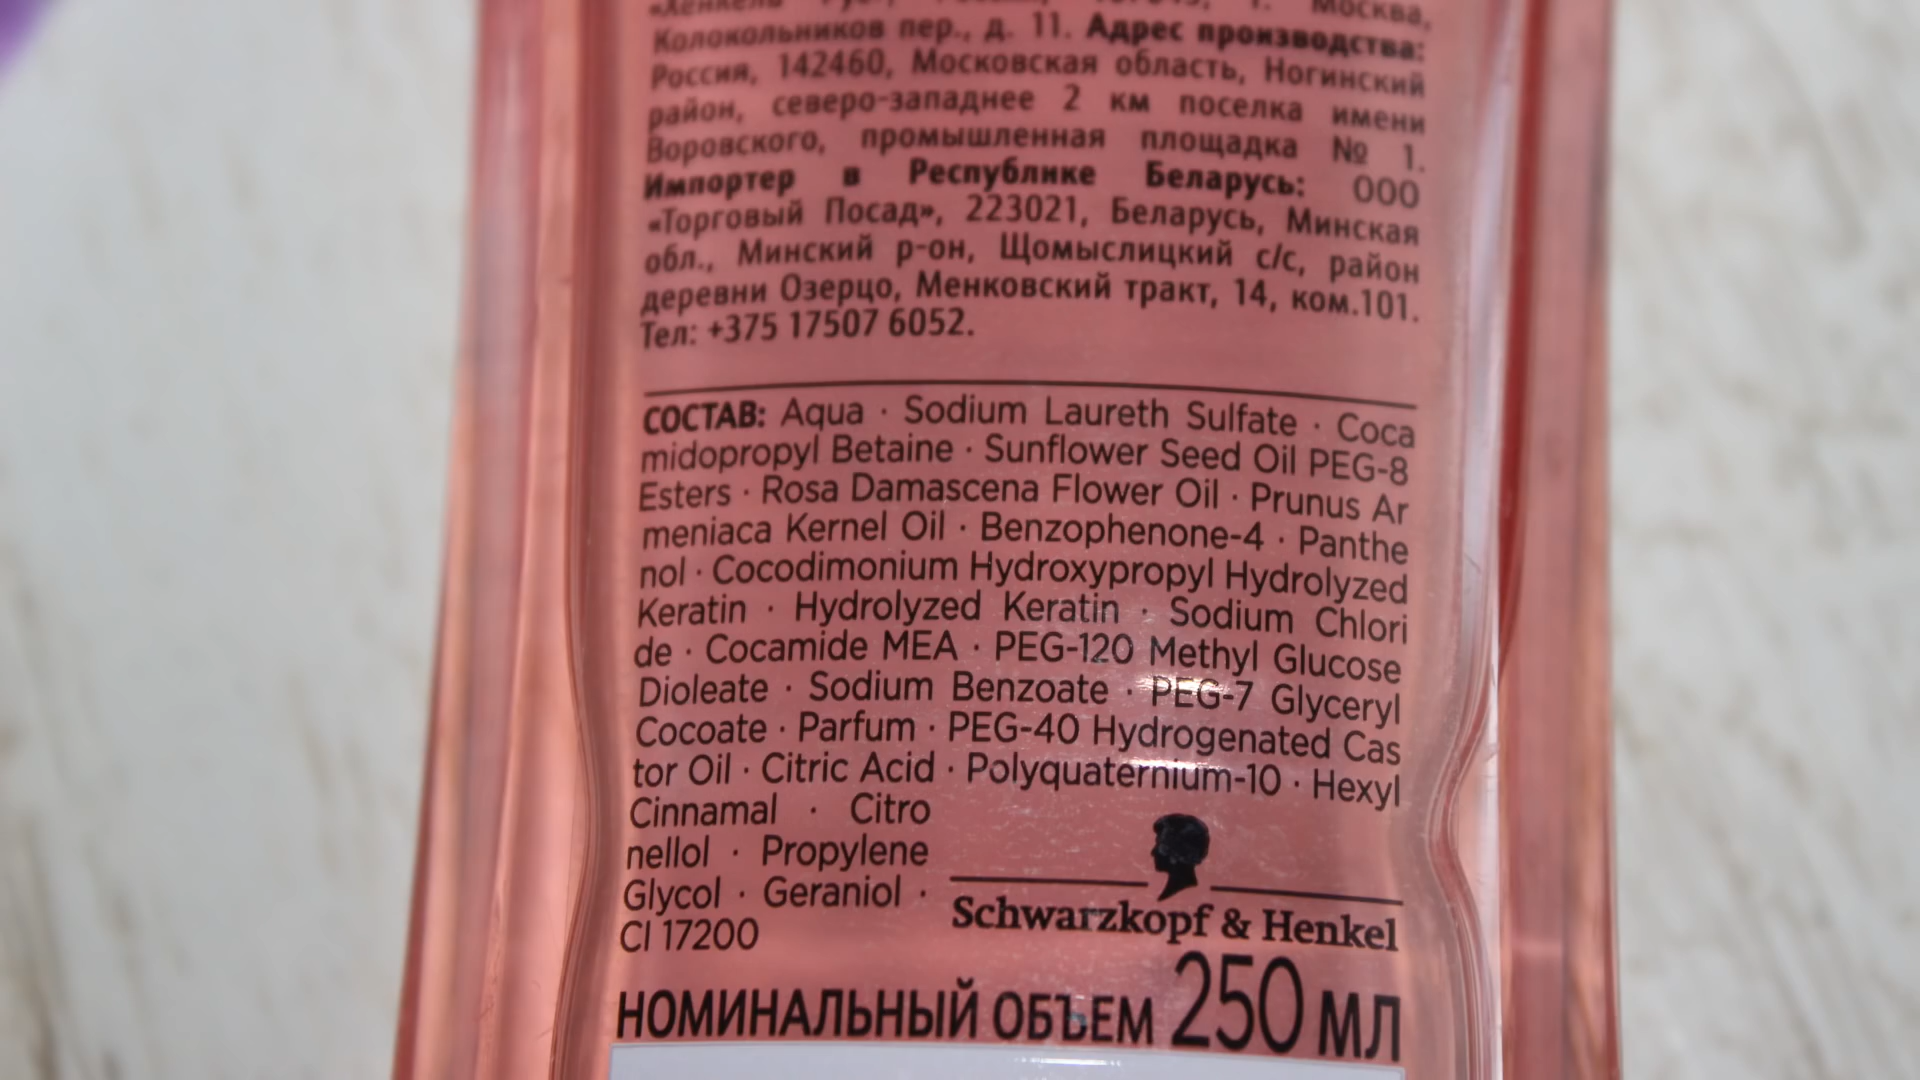 «Хенкель Рус», Россия, 107045, г. Москва,
Колокольников пер., д. 11. Адрес производства:
Россия, 142460, Московская область, Ногинский
район, северо-западнее 2 км поселка имени
Воровского, промышленная площадка № 1.
Импортер в Республике Беларусь: ООО
«Торговый Посад», 223021, Беларусь, Минская
обл., Минский р-он, Щомыслицкий с/с, район
деревни Озерцо, Менковский тракт, 14, ком.101.
Тел: +375 17507 6052.
СОСТАВ: Aqua · Sodium Laureth Sulfate · Coca
midopropyl Betaine · Sunflower Seed Oil PEG-8
Esters · Rosa Damascena Flower Oil · Prunus Ar
meniaca Kernel Oil · Benzophenone-4 · Panthe
nol · Cocodimonium Hydroxypropyl Hydrolyzed
Keratin · Hydrolyzed Keratin · Sodium Chlori
de · Cocamide MEA · PEG-120 Methyl Glucose
Dioleate · Sodium Benzoate · PEG-7 Glyceryl
Cocoate · Parfum · PEG-40 Hydrogenated Cas
tor Oil · Citric Acid · Polyquaternium-10 · Hexyl
Cinnamal · Citro
nellol · Propylene
Glycol · Geraniol ·
CI 17200
Schwarzkopf & Henkel
НОМИНАЛЬНЫЙ ОБЪЕМ 250 МЛ